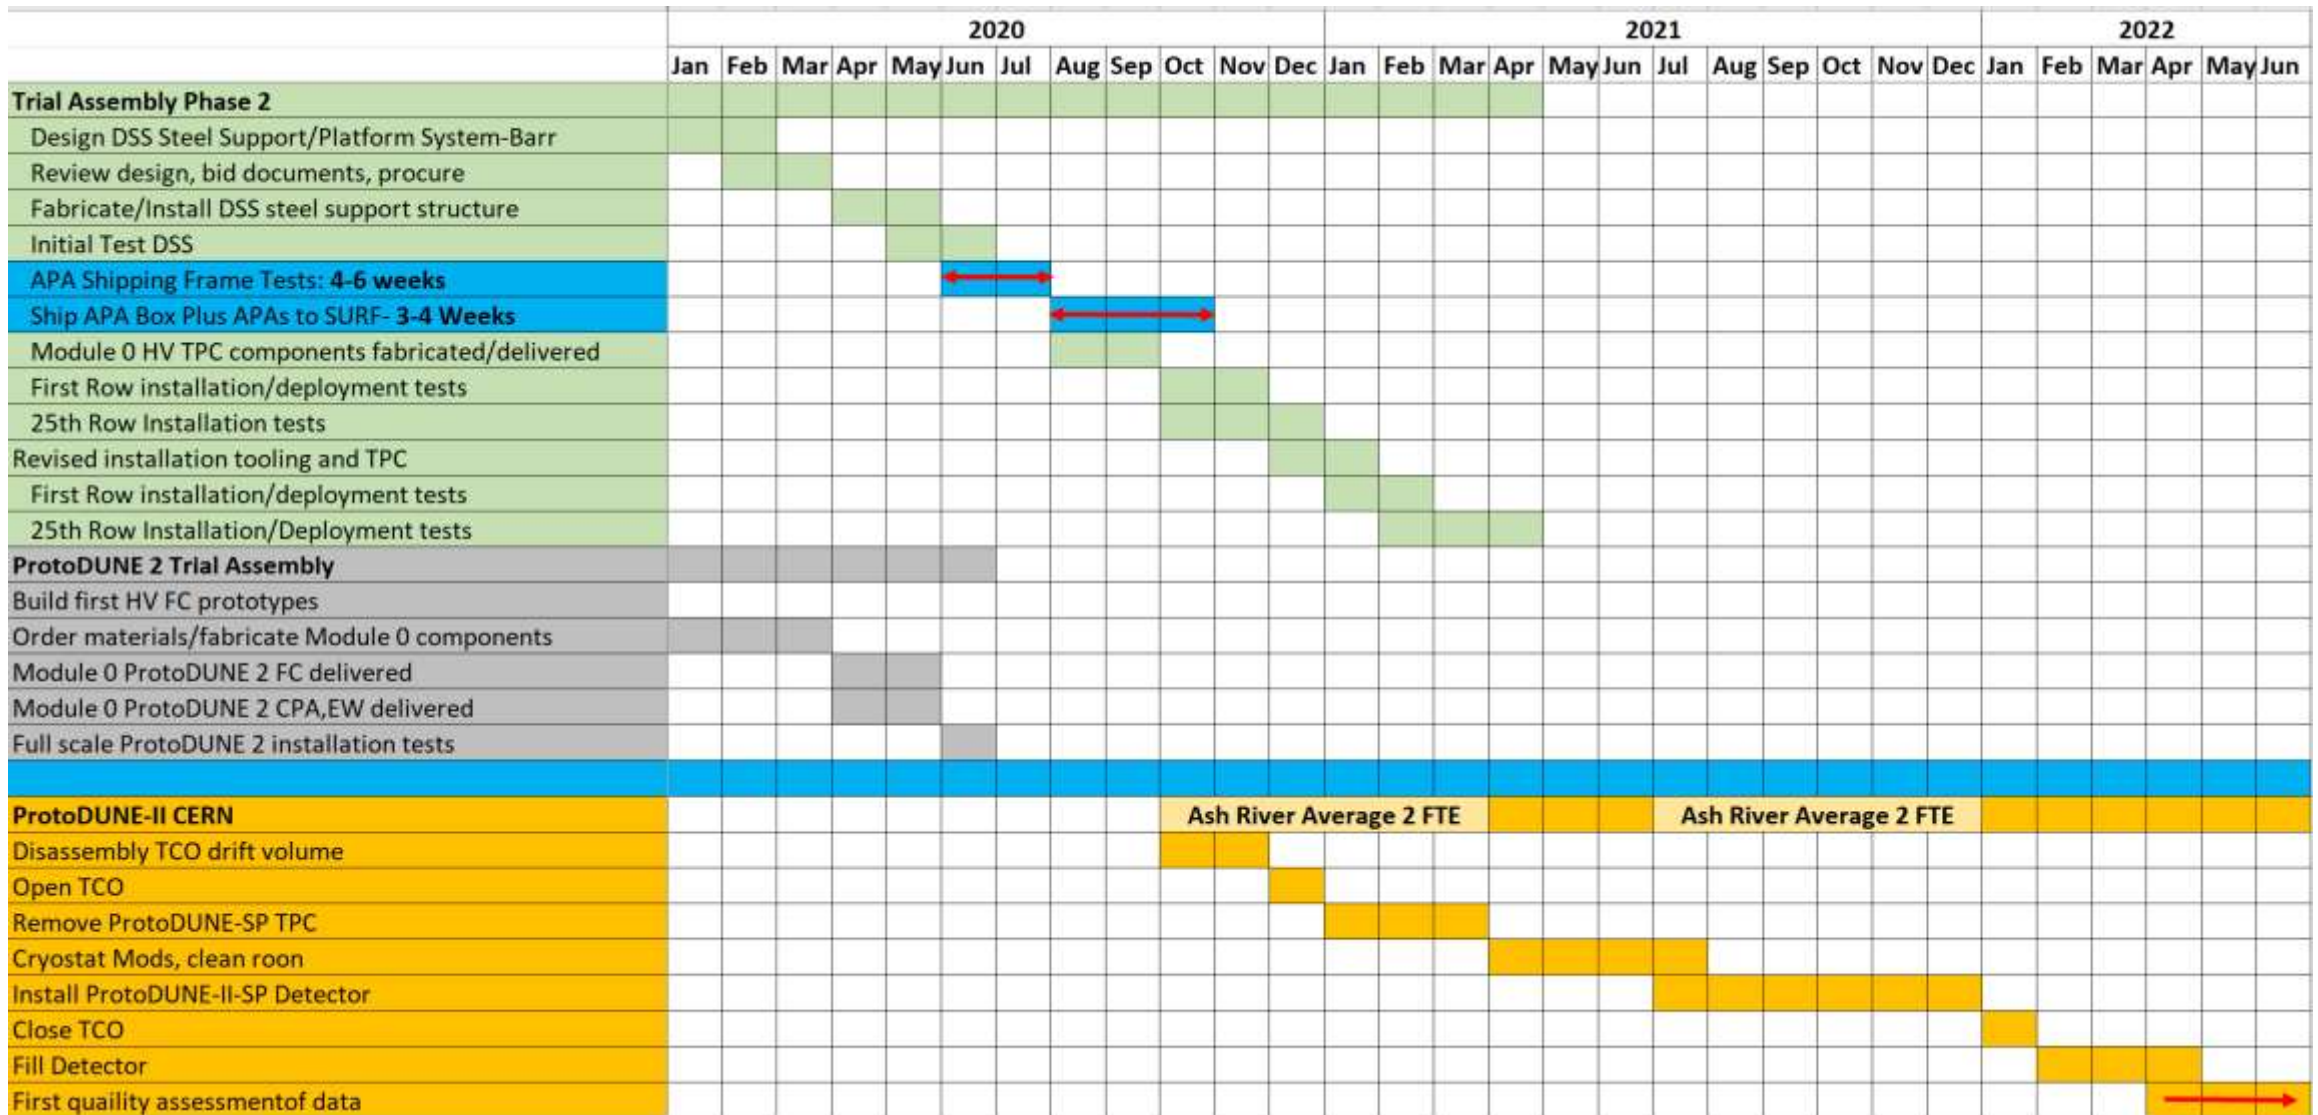 2020 2021 2022
Jan Feb Mar Apr May Jun Jul Aug Sep Oct Nov Dec Jan Feb Mar Apr May Jun Jul Aug Sep Oct Nov Dec Jan Feb Mar Apr May Jun
Trial Assembly Phase 2
Design DSS Steel Support/Platform System-Barr
Review design, bid documents, procure
Fabricate/Install DSS steel support structure
Initial Test DSS
APA Shipping Frame Tests: 4-6 weeks
Ship APA Box Plus APAs to SURF- 3-4 Weeks
Module 0 HV TPC components fabricated/delivered
First Row installation/deployment tests
25th Row Installation tests
Revised installation tooling and TPC
First Row installation/deployment tests
25th Row Installation/Deployment tests
ProtoDUNE 2 Trial Assembly
Build first HV FC prototypes
Order materials/fabricate Module 0 components
Module 0 ProtoDUNE 2 FC delivered
Module 0 ProtoDUNE 2 CPA,EW delivered
Full scale ProtoDUNE 2 installation tests
ProtoDUNE-II CERN Ash River Average 2 FTE Ash River Average 2 FTE
Disassembly TCO drift volume
Open TCO
Remove ProtoDUNE-SP TPC
Cryostat Mods, clean roon
Install ProtoDUNE-II-SP Detector
Close TCO
Fill Detector
First quaility assessmentof data